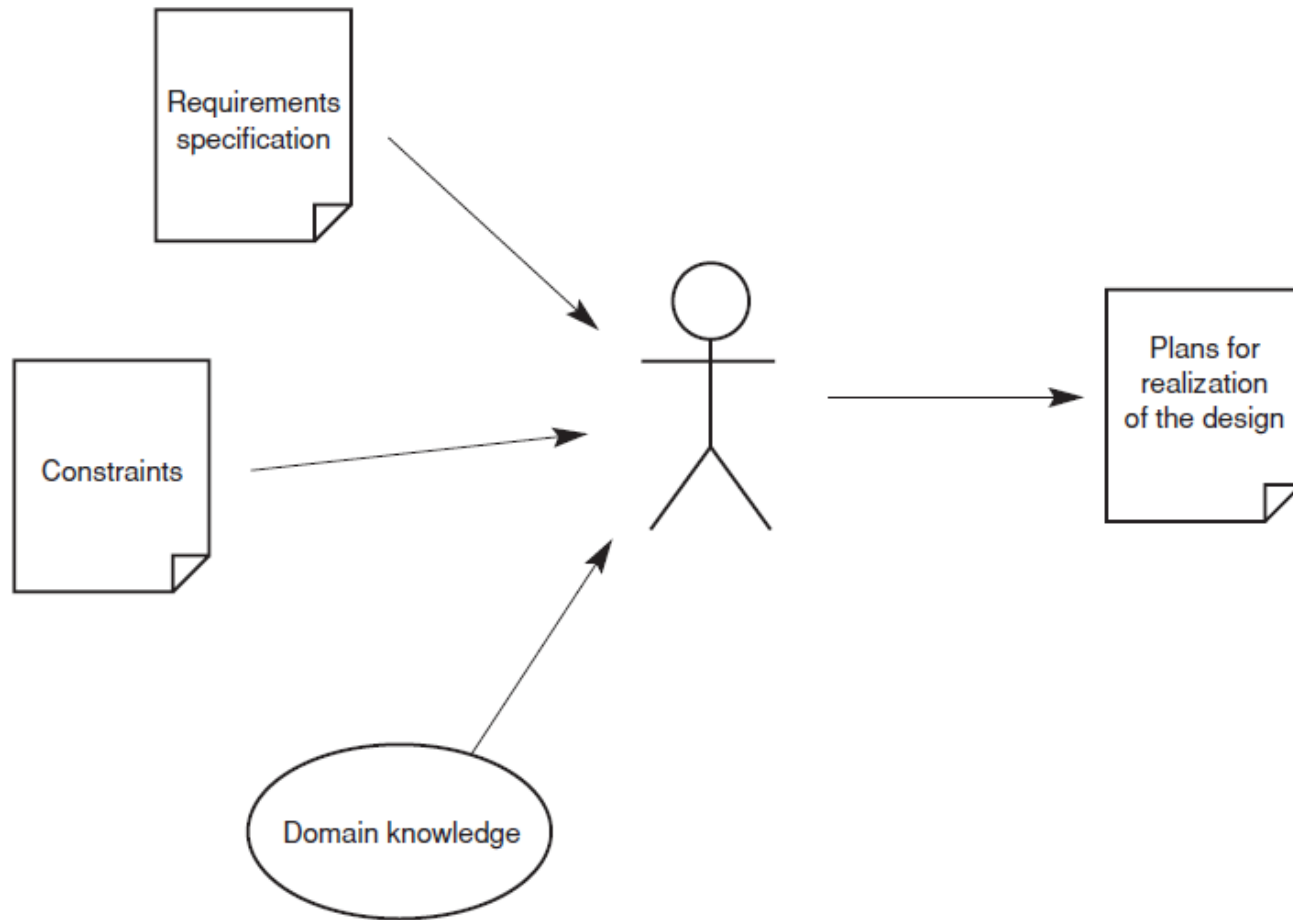 Requirements
specification
Constraints
Domain knowledge
Plans for
realization
of the design